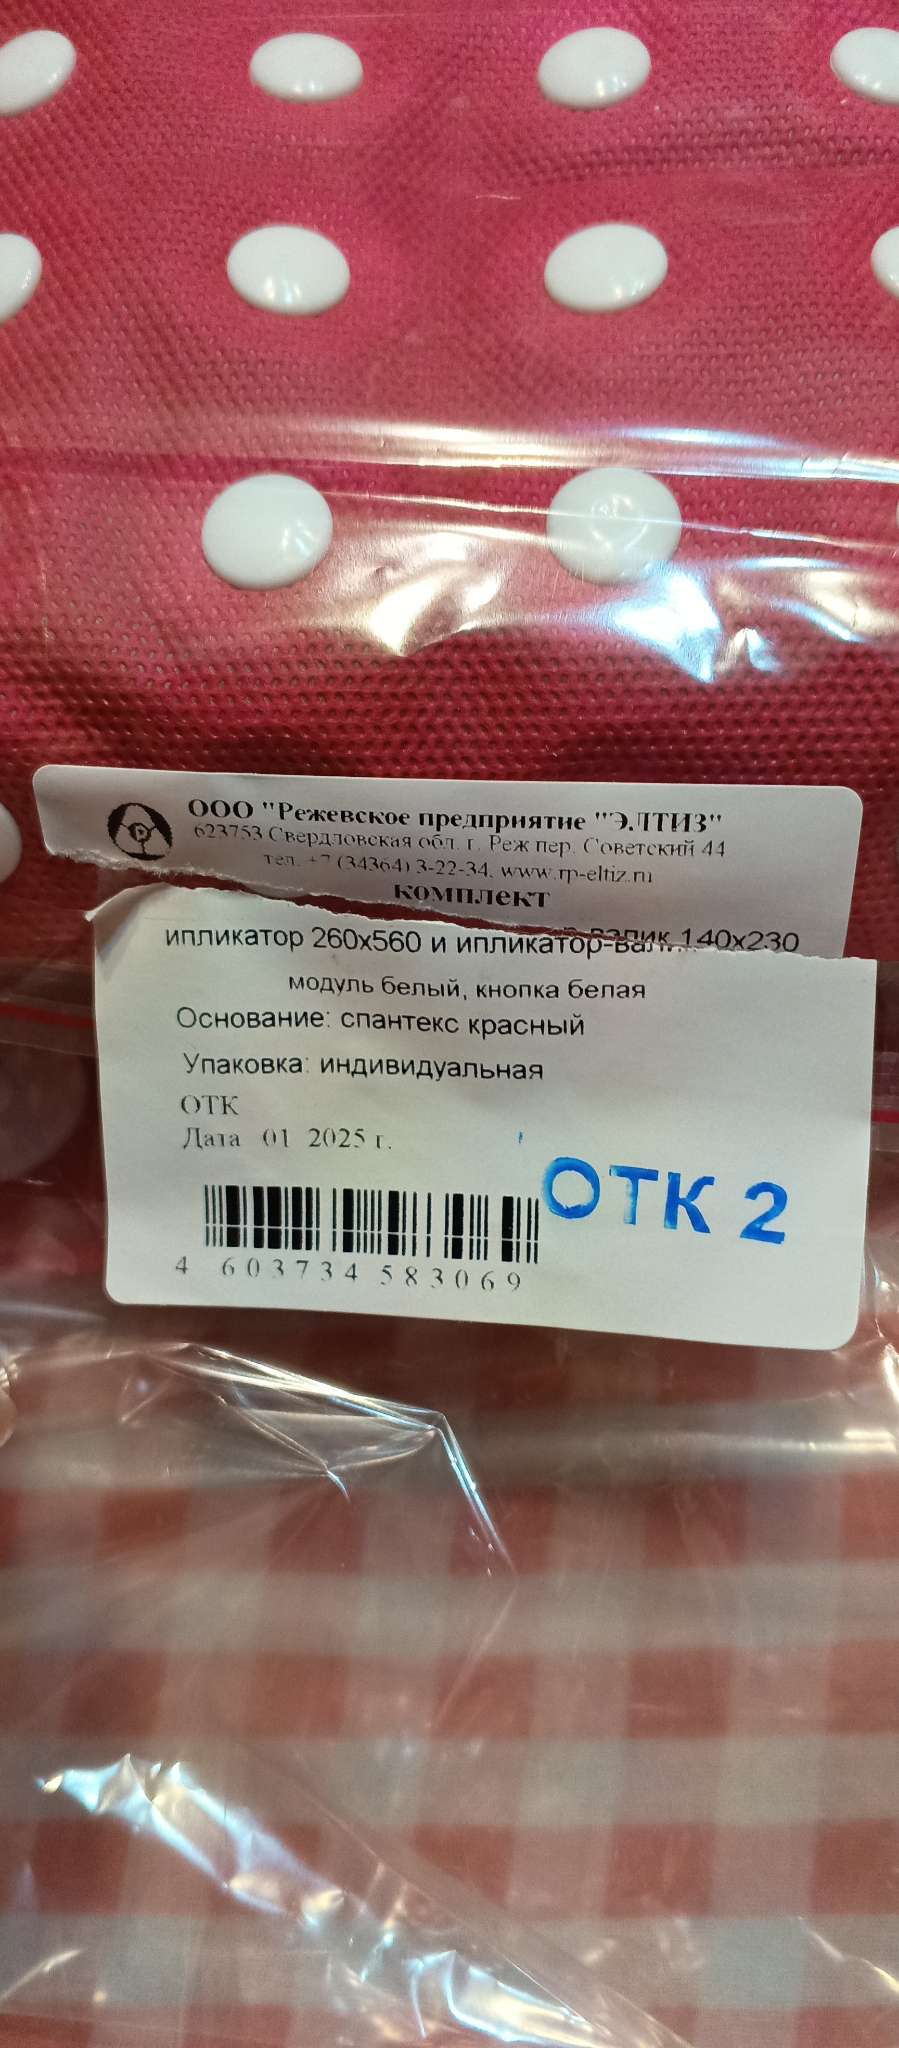 ООО "Режевское предприятие "ЭЛТИЗ"
623753 Свердловская обл. г. Реж пер. Советский 44
тел. +7 (34364) 3-22-34, www.rp-eltiz.ru
комплект
ипликатор 260х560 и ипликатор-валик 140х230
модуль белый, кнопка белая
Основание: спантекс красный
Упаковка: индивидуальная
ОТК
Дата 01 2025 г.
ОТК 2
4 603734 583069